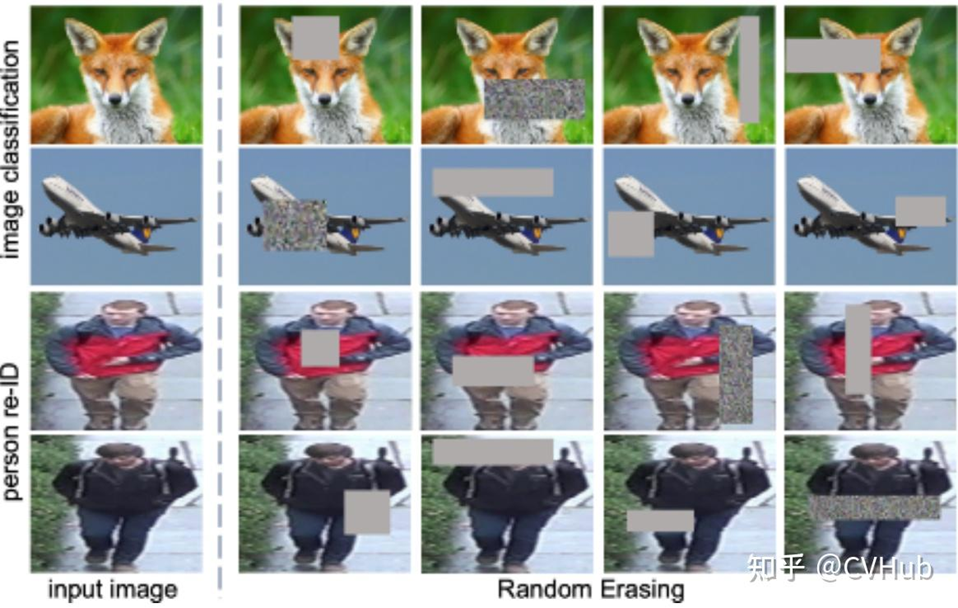 image classification
person re-ID
input image
Random Erasing
知乎 @CVHub